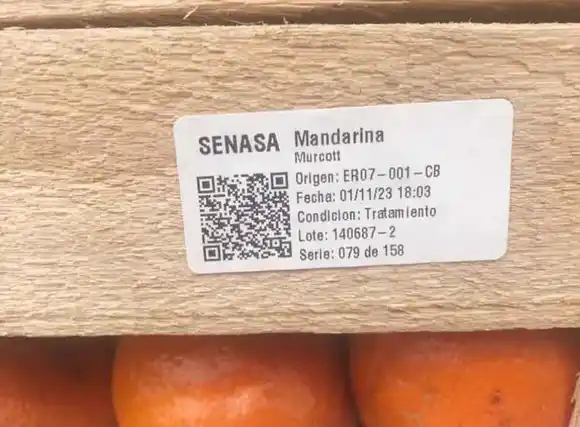 SENASA Mandarina
Murcott
Origen: ER07-001-CB
Fecha: 01/11/23 18:03
Condicion: Tratamiento
Lote: 140687-2
Serie: 079 de 158